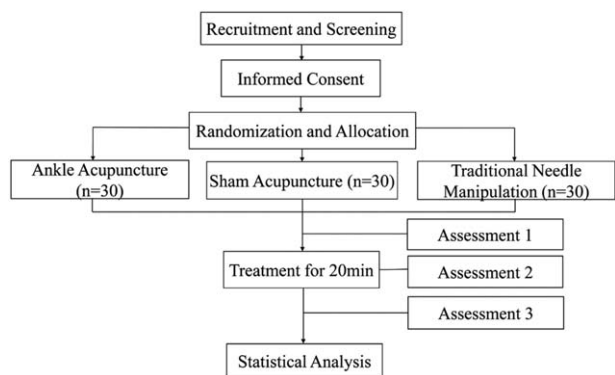 Recruitment and Screening
Informed Consent
Randomization and Allocation
Ankle Acupuncture
(n=30)
Sham Acupuncture (n=30)
Traditional Needle
Manipulation (n=30)
Assessment 1
Treatment for 20min
Assessment 2
Assessment 3
Statistical Analysis